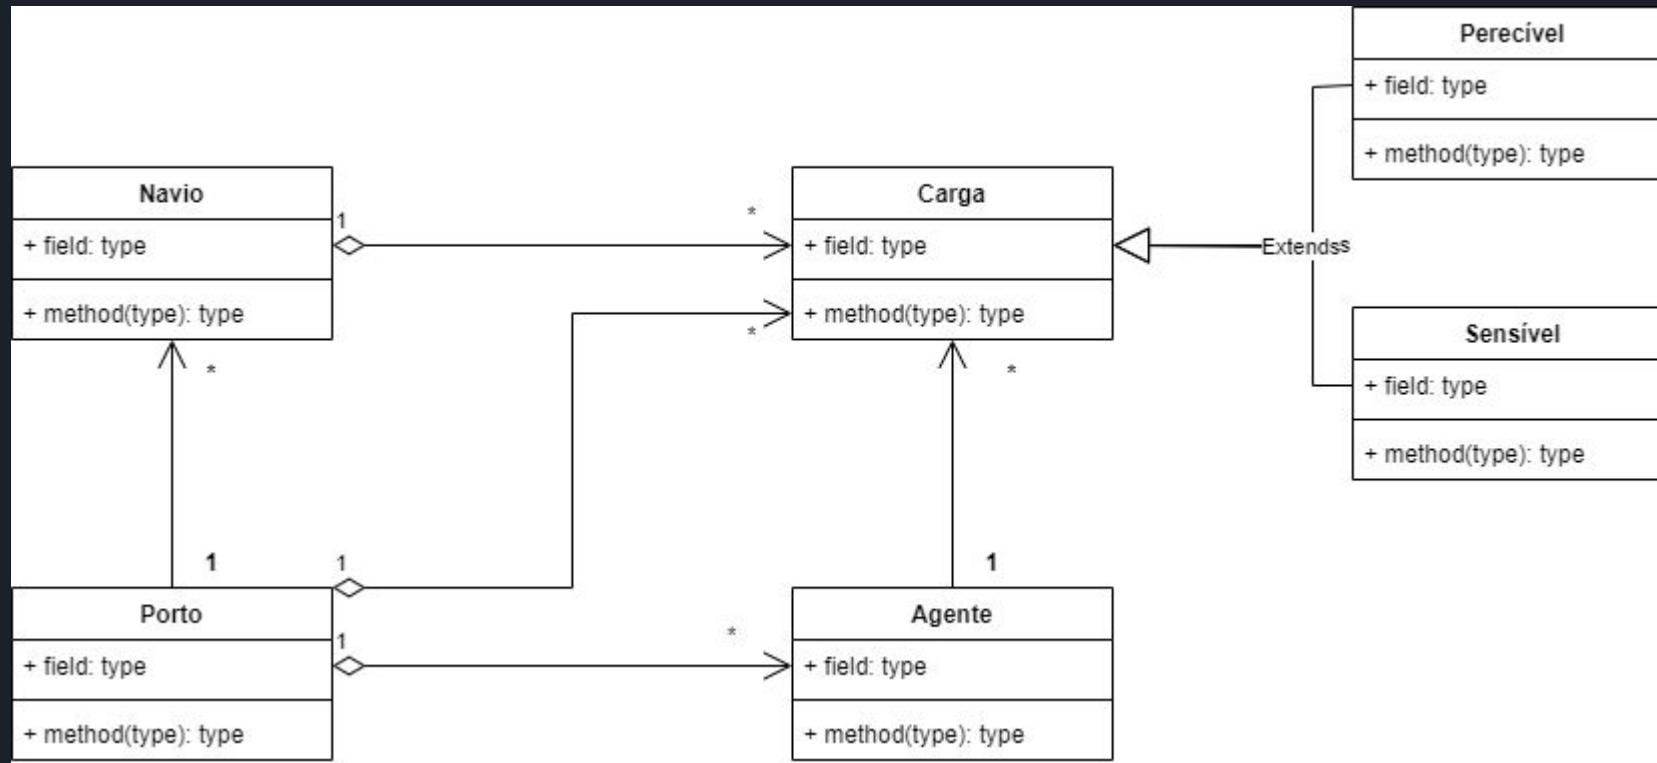 Perecível
+ field: type
+ method(type): type
Navio
+ field: type
+ method(type): type
1
*
Carga
+ field: type
+ method(type): type
*
Extendss
Sensível
+ field: type
+ method(type): type
*
1
*
1
1
Porto
+ field: type
+ method(type): type
1
*
Agente
+ field: type
+ method(type): type